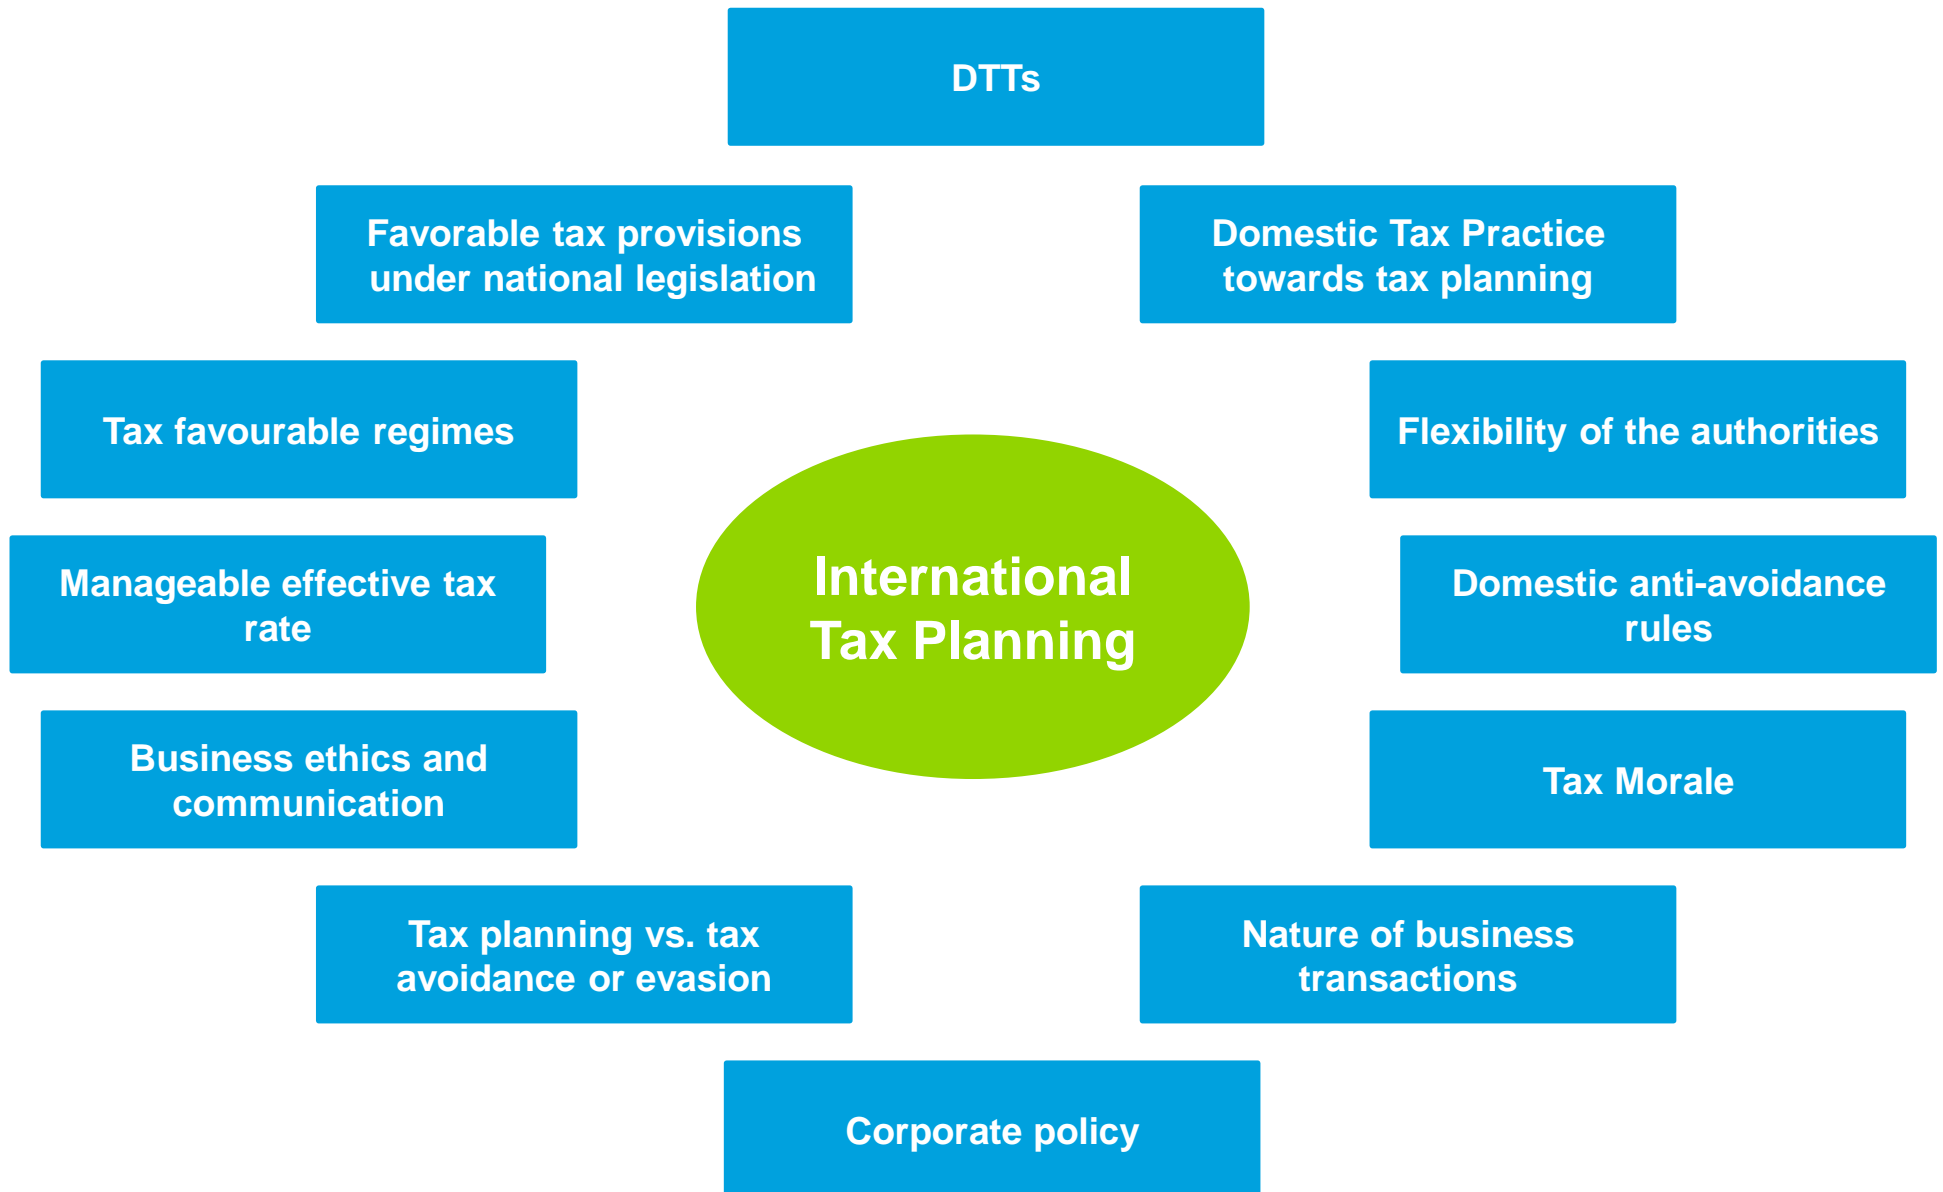 DTTs
Favorable tax provisions
under national legislation
Domestic Tax Practice
towards tax planning
Tax favourable regimes
Flexibility of the authorities
International
Tax Planning
Manageable effective tax
rate
Domestic anti-avoidance
rules
Business ethics and
communication
Tax Morale
Tax planning vs. tax
avoidance or evasion
Nature of business
transactions
Corporate policy